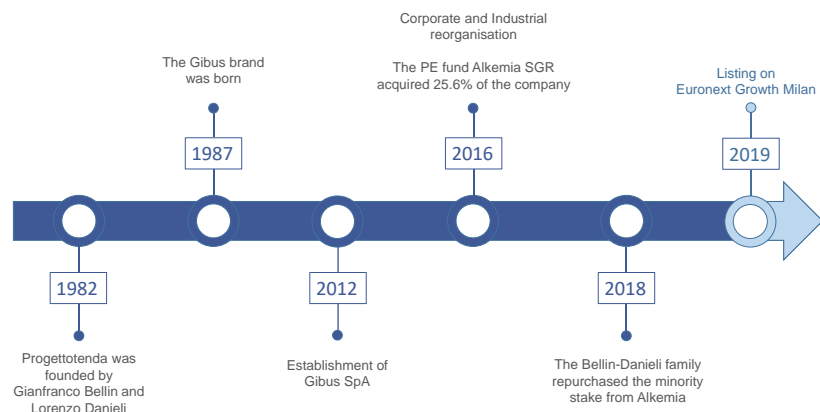 Corporate and Industrial
reorganisation
The Gibus brand
was born
The PE fund Alkemia SGR
acquired 25.6% of the company
Listing on
Euronext Growth Milan
1987
2016
2019
1982
2012
2018
Progettotenda was
founded by
Gianfranco Bellin and
Lorenzo Danieli
Establishment of
Gibus SpA
The Bellin-Danieli family
repurchased the minority
stake from Alkemia